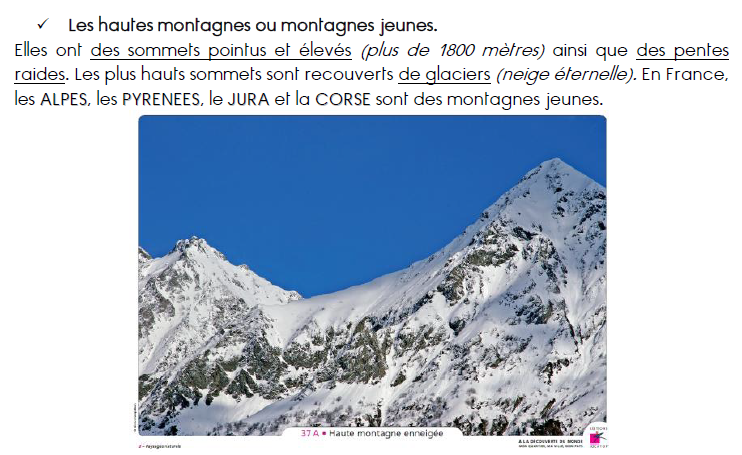 ✓ Les hautes montagnes ou montagnes jeunes.
Elles ont des sommets pointus et élevés (plus de 1800 mètres) ainsi que des pentes
raides. Les plus hauts sommets sont recouverts de glaciers (neige éternelle). En France,
les ALPES, les PYRENEES, le JURA et la CORSE sont des montagnes jeunes.
37 A ▪ Haute montagne enneigée
2 – Paysages naturels
À LA DÉCOUVERTE DU MONDE